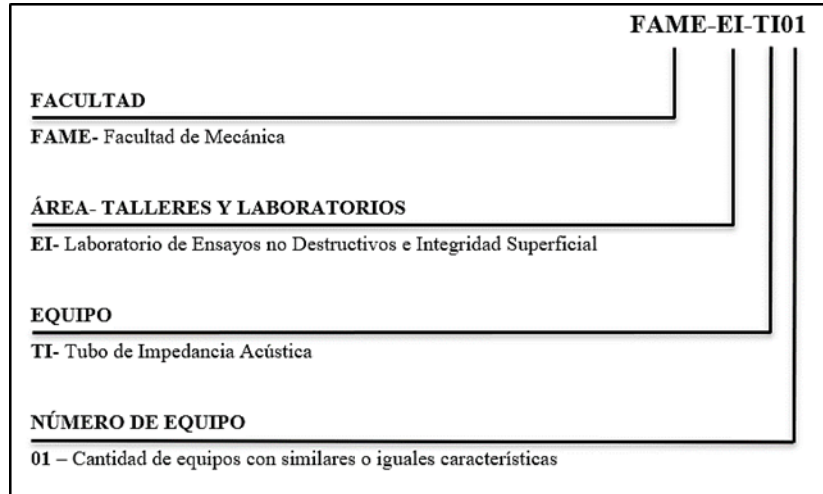 FAME-EI-TI01
FACULTAD
FAME- Facultad de Mecánica
ÁREA- TALLERES Y LABORATORIOS
EI- Laboratorio de Ensayos no Destructivos e Integridad Superficial
EQUIPO
TI- Tubo de Impedancia Acústica
NÚMERO DE EQUIPO
01 – Cantidad de equipos con similares o iguales características